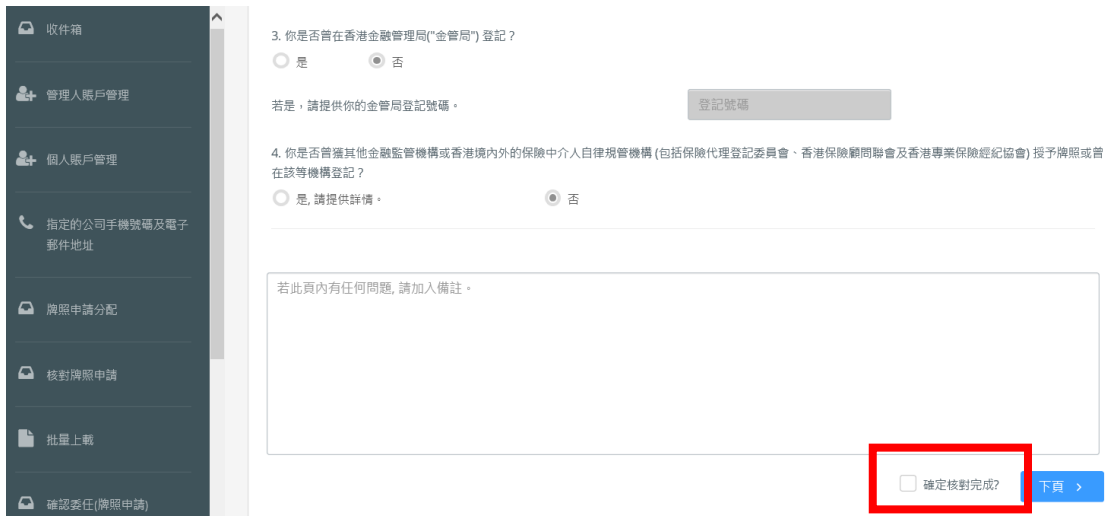 收件箱
管理人賬戶管理
個人賬戶管理
指定的公司手機號碼及電子
郵件地址
牌照申請分配
核對牌照申請
批量上載
確認委任(牌照申請)
3. 你是否曾在香港金融管理局("金管局") 登記？
是
否
若是，請提供你的金管局登記號碼。
登記號碼
4. 你是否曾獲其他金融監管機構或香港境內外的保險中介人自律規管機構 (包括保險代理登記委員會、香港保險顧問聯會及香港專業保險經紀協會) 授予牌照或曾
在該等機構登記？
是, 請提供詳情。
否
若此頁內有任何問題, 請加入備註。
確定核對完成?
下頁 >